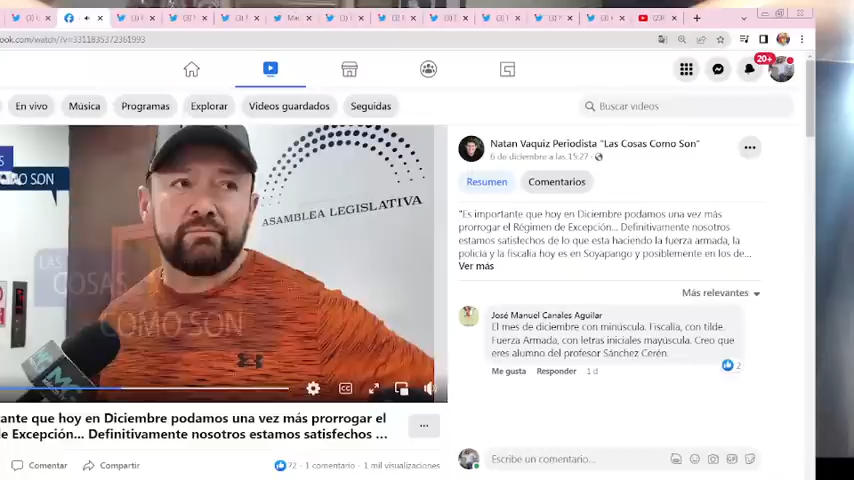 ook.com/watch/?v=3311835372361993
20+
En vivo
Música
Programas
Explorar
Videos guardados
Seguidas
Buscar videos
OMO SON
ASAMBLEA LEGISLATIVA
LAS
COSAS
COMO SON
Natan Vaquiz Periodista "Las Cosas Como Son"
6 de diciembre a las 15:27
Resumen
Comentarios
"Es importante que hoy en Diciembre podamos una vez más
prorrogar el Régimen de Excepción... Definitivamente nosotros
estamos satisfechos de lo que esta haciendo la fuerza armada, la
policía y la fiscalía hoy es en Soyapango y posiblemente en los de...
Ver más
Más relevantes
José Manuel Canales Aguilar
El mes de diciembre con minúscula. Fiscalía, con tilde.
Fuerza Armada, con letras iniciales mayúscula. Creo que
eres alumno del profesor Sánchez Cerén.
2
Me gusta
Responder
1 d
tante que hoy en Diciembre podamos una vez más prorrogar el
de Excepción... Definitivamente nosotros estamos satisfechos ...
Comentar
Compartir
72 · 1 comentario · 1 mil visualizaciones
Escribe un comentario...